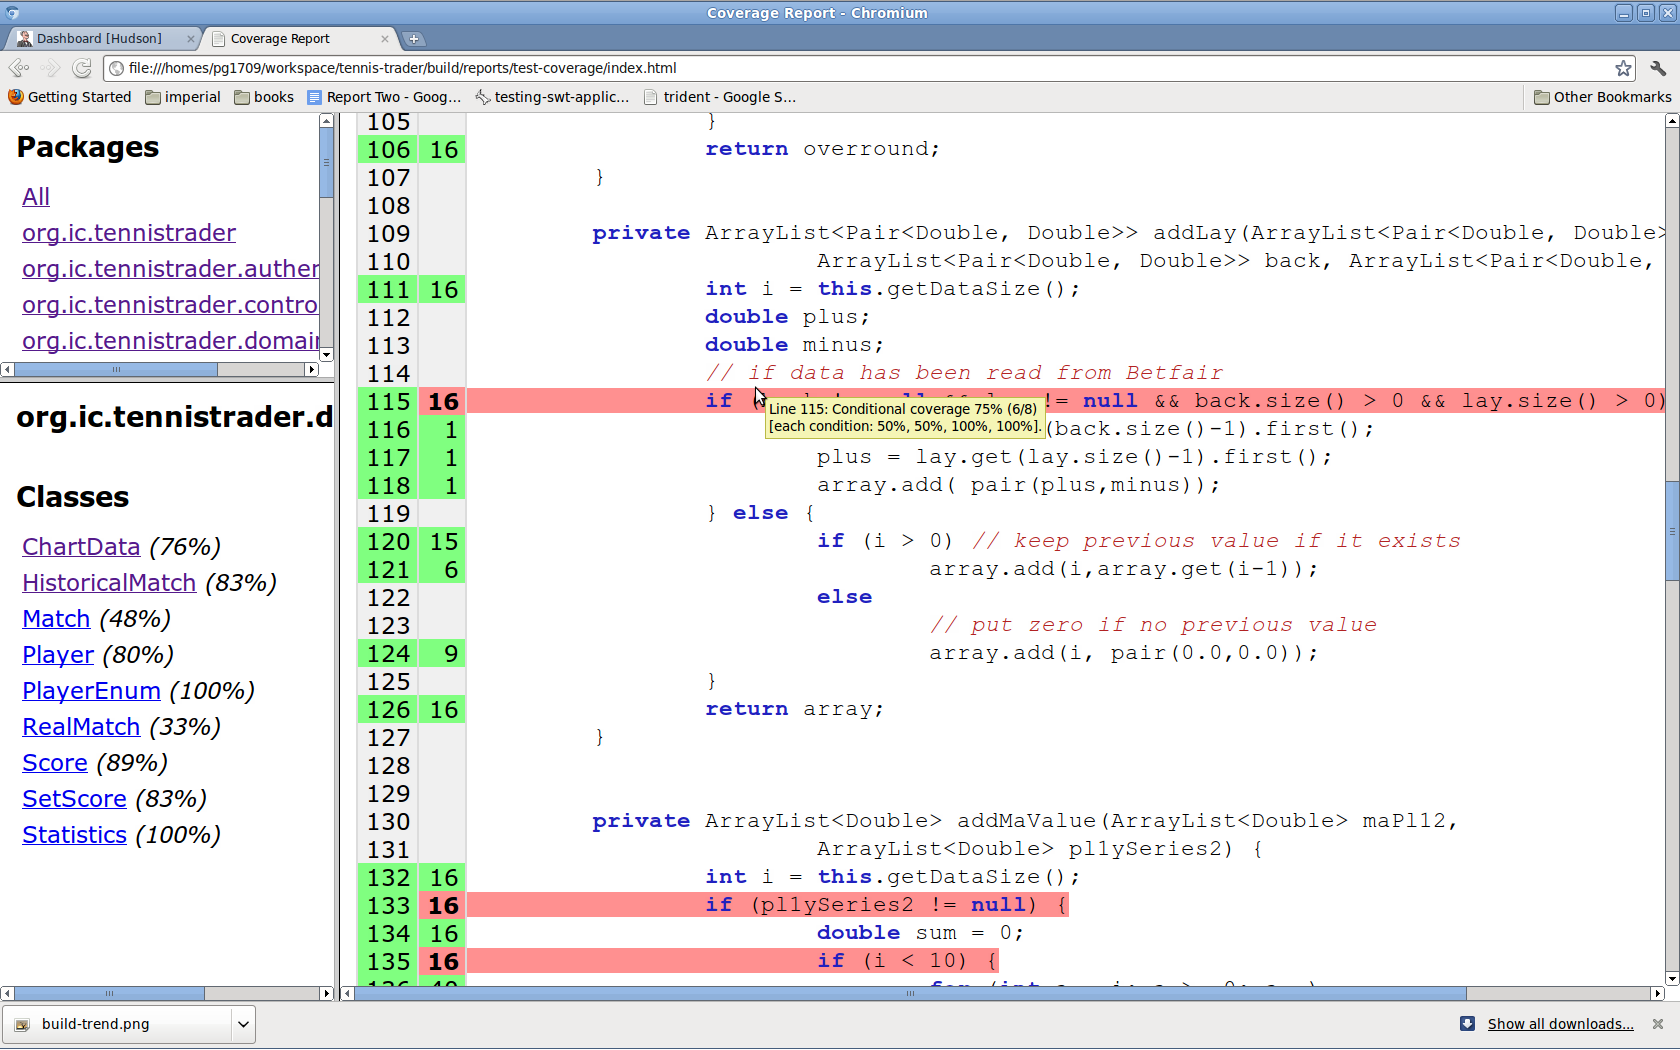 Coverage Report - Chromium
Dashboard [Hudson]
Coverage Report
file:///homes/pg1709/workspace/tennis-trader/build/reports/test-coverage/index.html
Getting Started imperial books Report Two - Goog... testing-swt-applic... trident - Google S... Other Bookmarks
Packages
All
org.ic.tennistrader
org.ic.tennistrader.auther
org.ic.tennistrader.contro
org.ic.tennistrader.domain
org.ic.tennistrader.d
Classes
ChartData (76%)
HistoricalMatch (83%)
Match (48%)
Player (80%)
PlayerEnum (100%)
RealMatch (33%)
Score (89%)
SetScore (83%)
Statistics (100%)
105 }
106 16 return overround;
107 }
108
109 private ArrayList<Pair<Double, Double>> addLay(ArrayList<Pair<Double, Double>
110 ArrayList<Pair<Double, Double>> back, ArrayList<Pair<Double,
111 16 int i = this.getDataSize();
112 double plus;
113 double minus;
114 // if data has been read from Betfair
115 16 if ( != null && back.size() > 0 && lay.size() > 0)
Line 115: Conditional coverage 75% (6/8)
[each condition: 50%, 50%, 100%, 100%].
116 1 (back.size()-1).first();
117 1 plus = lay.get(lay.size()-1).first();
118 1 array.add( pair(plus,minus));
119 } else {
120 15 if (i > 0) // keep previous value if it exists
121 6 array.add(i,array.get(i-1));
122 else
123 // put zero if no previous value
124 9 array.add(i, pair(0.0,0.0));
125 }
126 16 return array;
127 }
128
129
130 private ArrayList<Double> addMaValue(ArrayList<Double> maPl12,
131 ArrayList<Double> pl1ySeries2) {
132 16 int i = this.getDataSize();
133 16 if (pl1ySeries2 != null) {
134 16 double sum = 0;
135 16 if (i < 10) {
build-trend.png
Show all downloads...